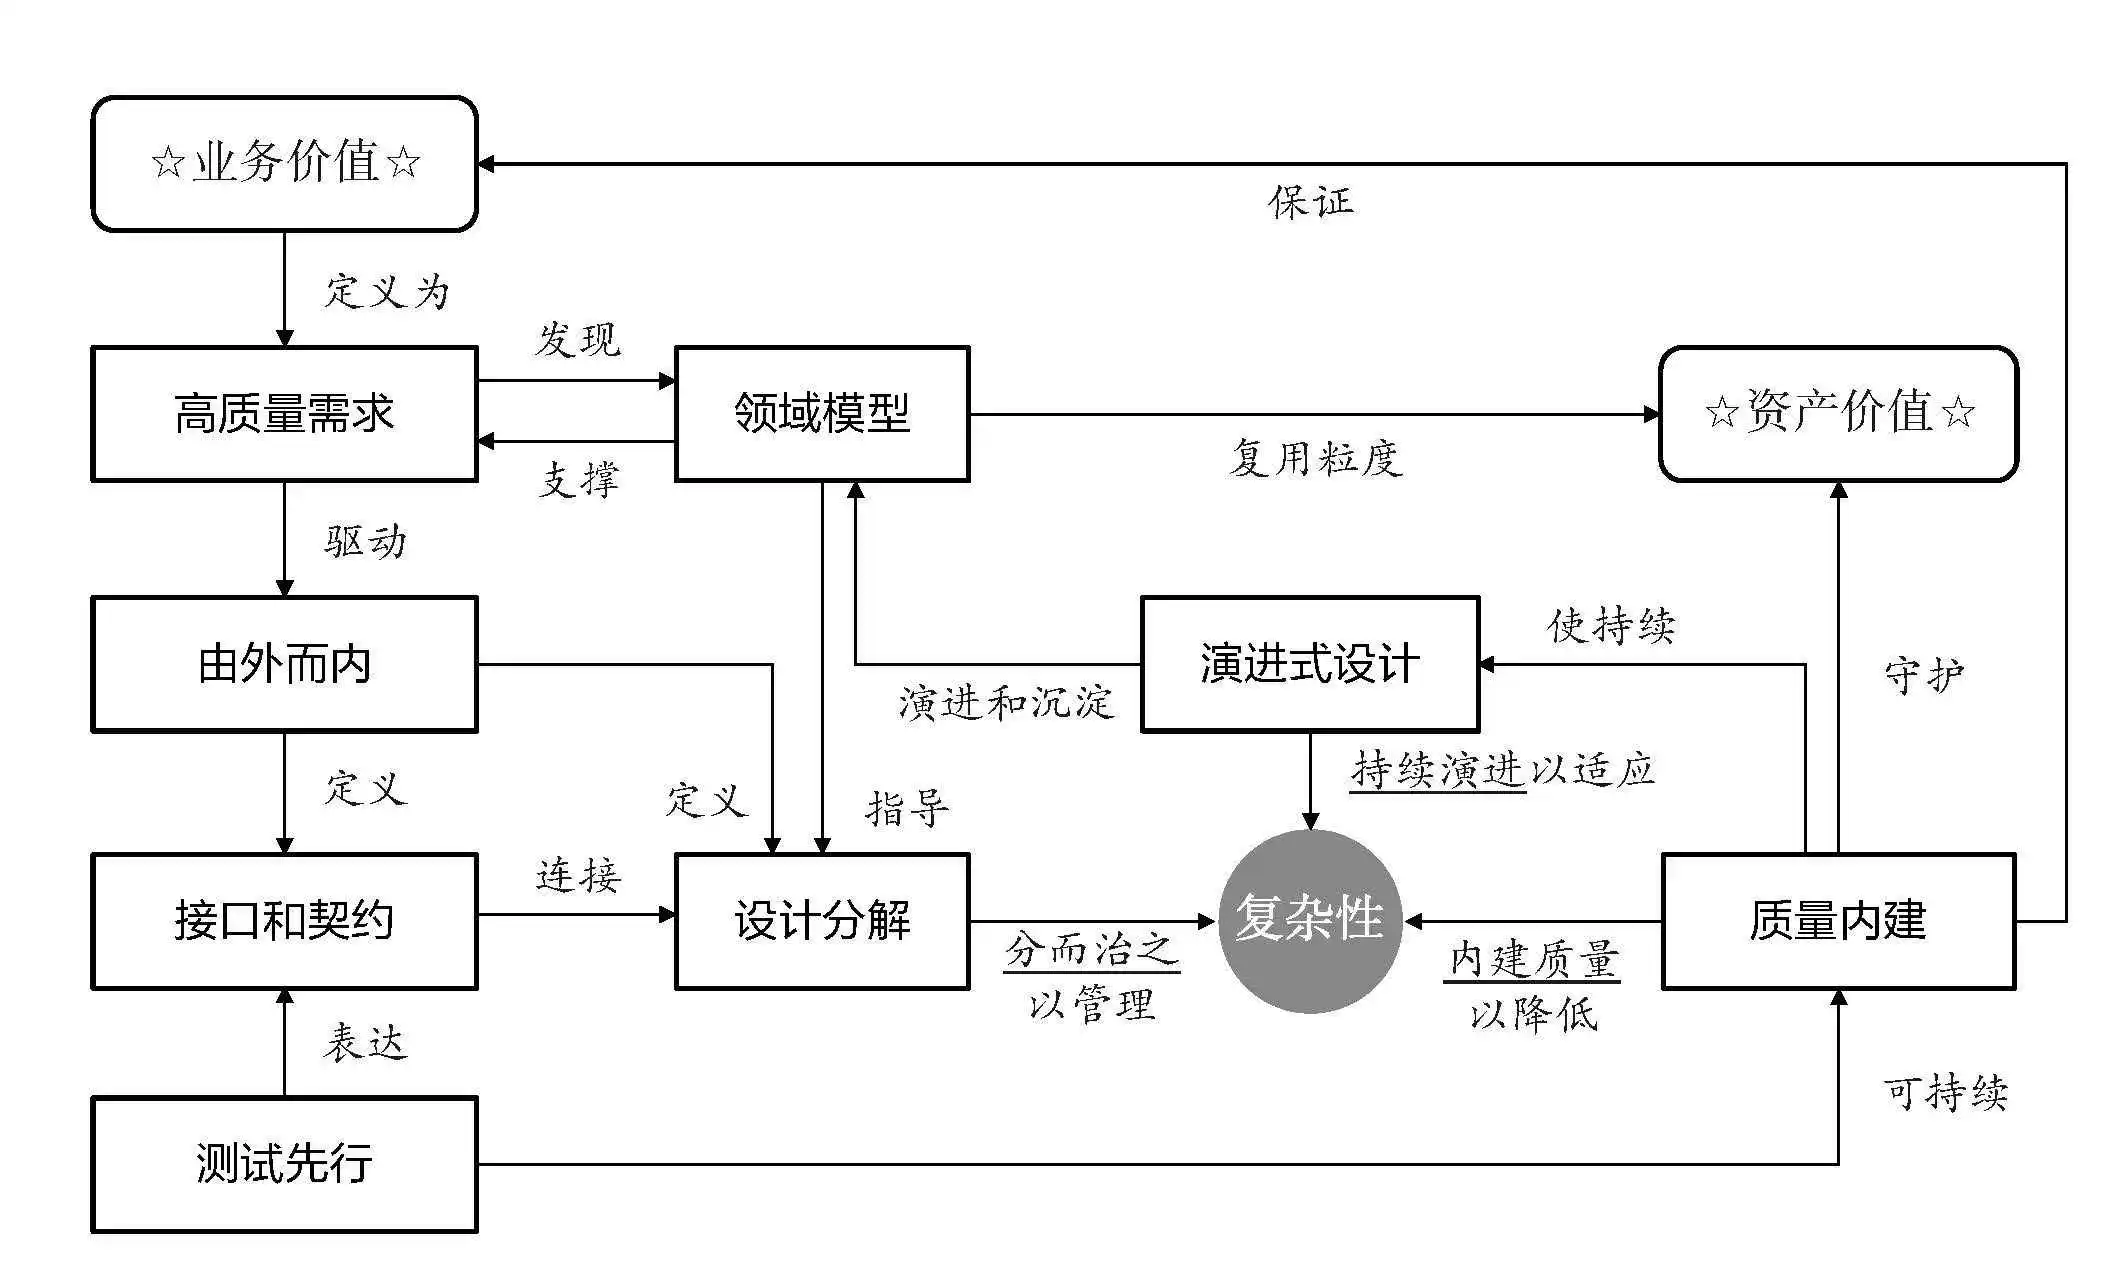 ☆业务价值☆
保证
定义为
发现
高质量需求
领域模型
☆资产价值☆
复用粒度
支撑
驱动
由外而内
演进式设计
使持续
守护
演进和沉淀
持续演进以适应
定义
定义
指导
连接
接口和契约
设计分解
复杂性
质量内建
分而治之
以管理
内建质量
以降低
表达
可持续
测试先行